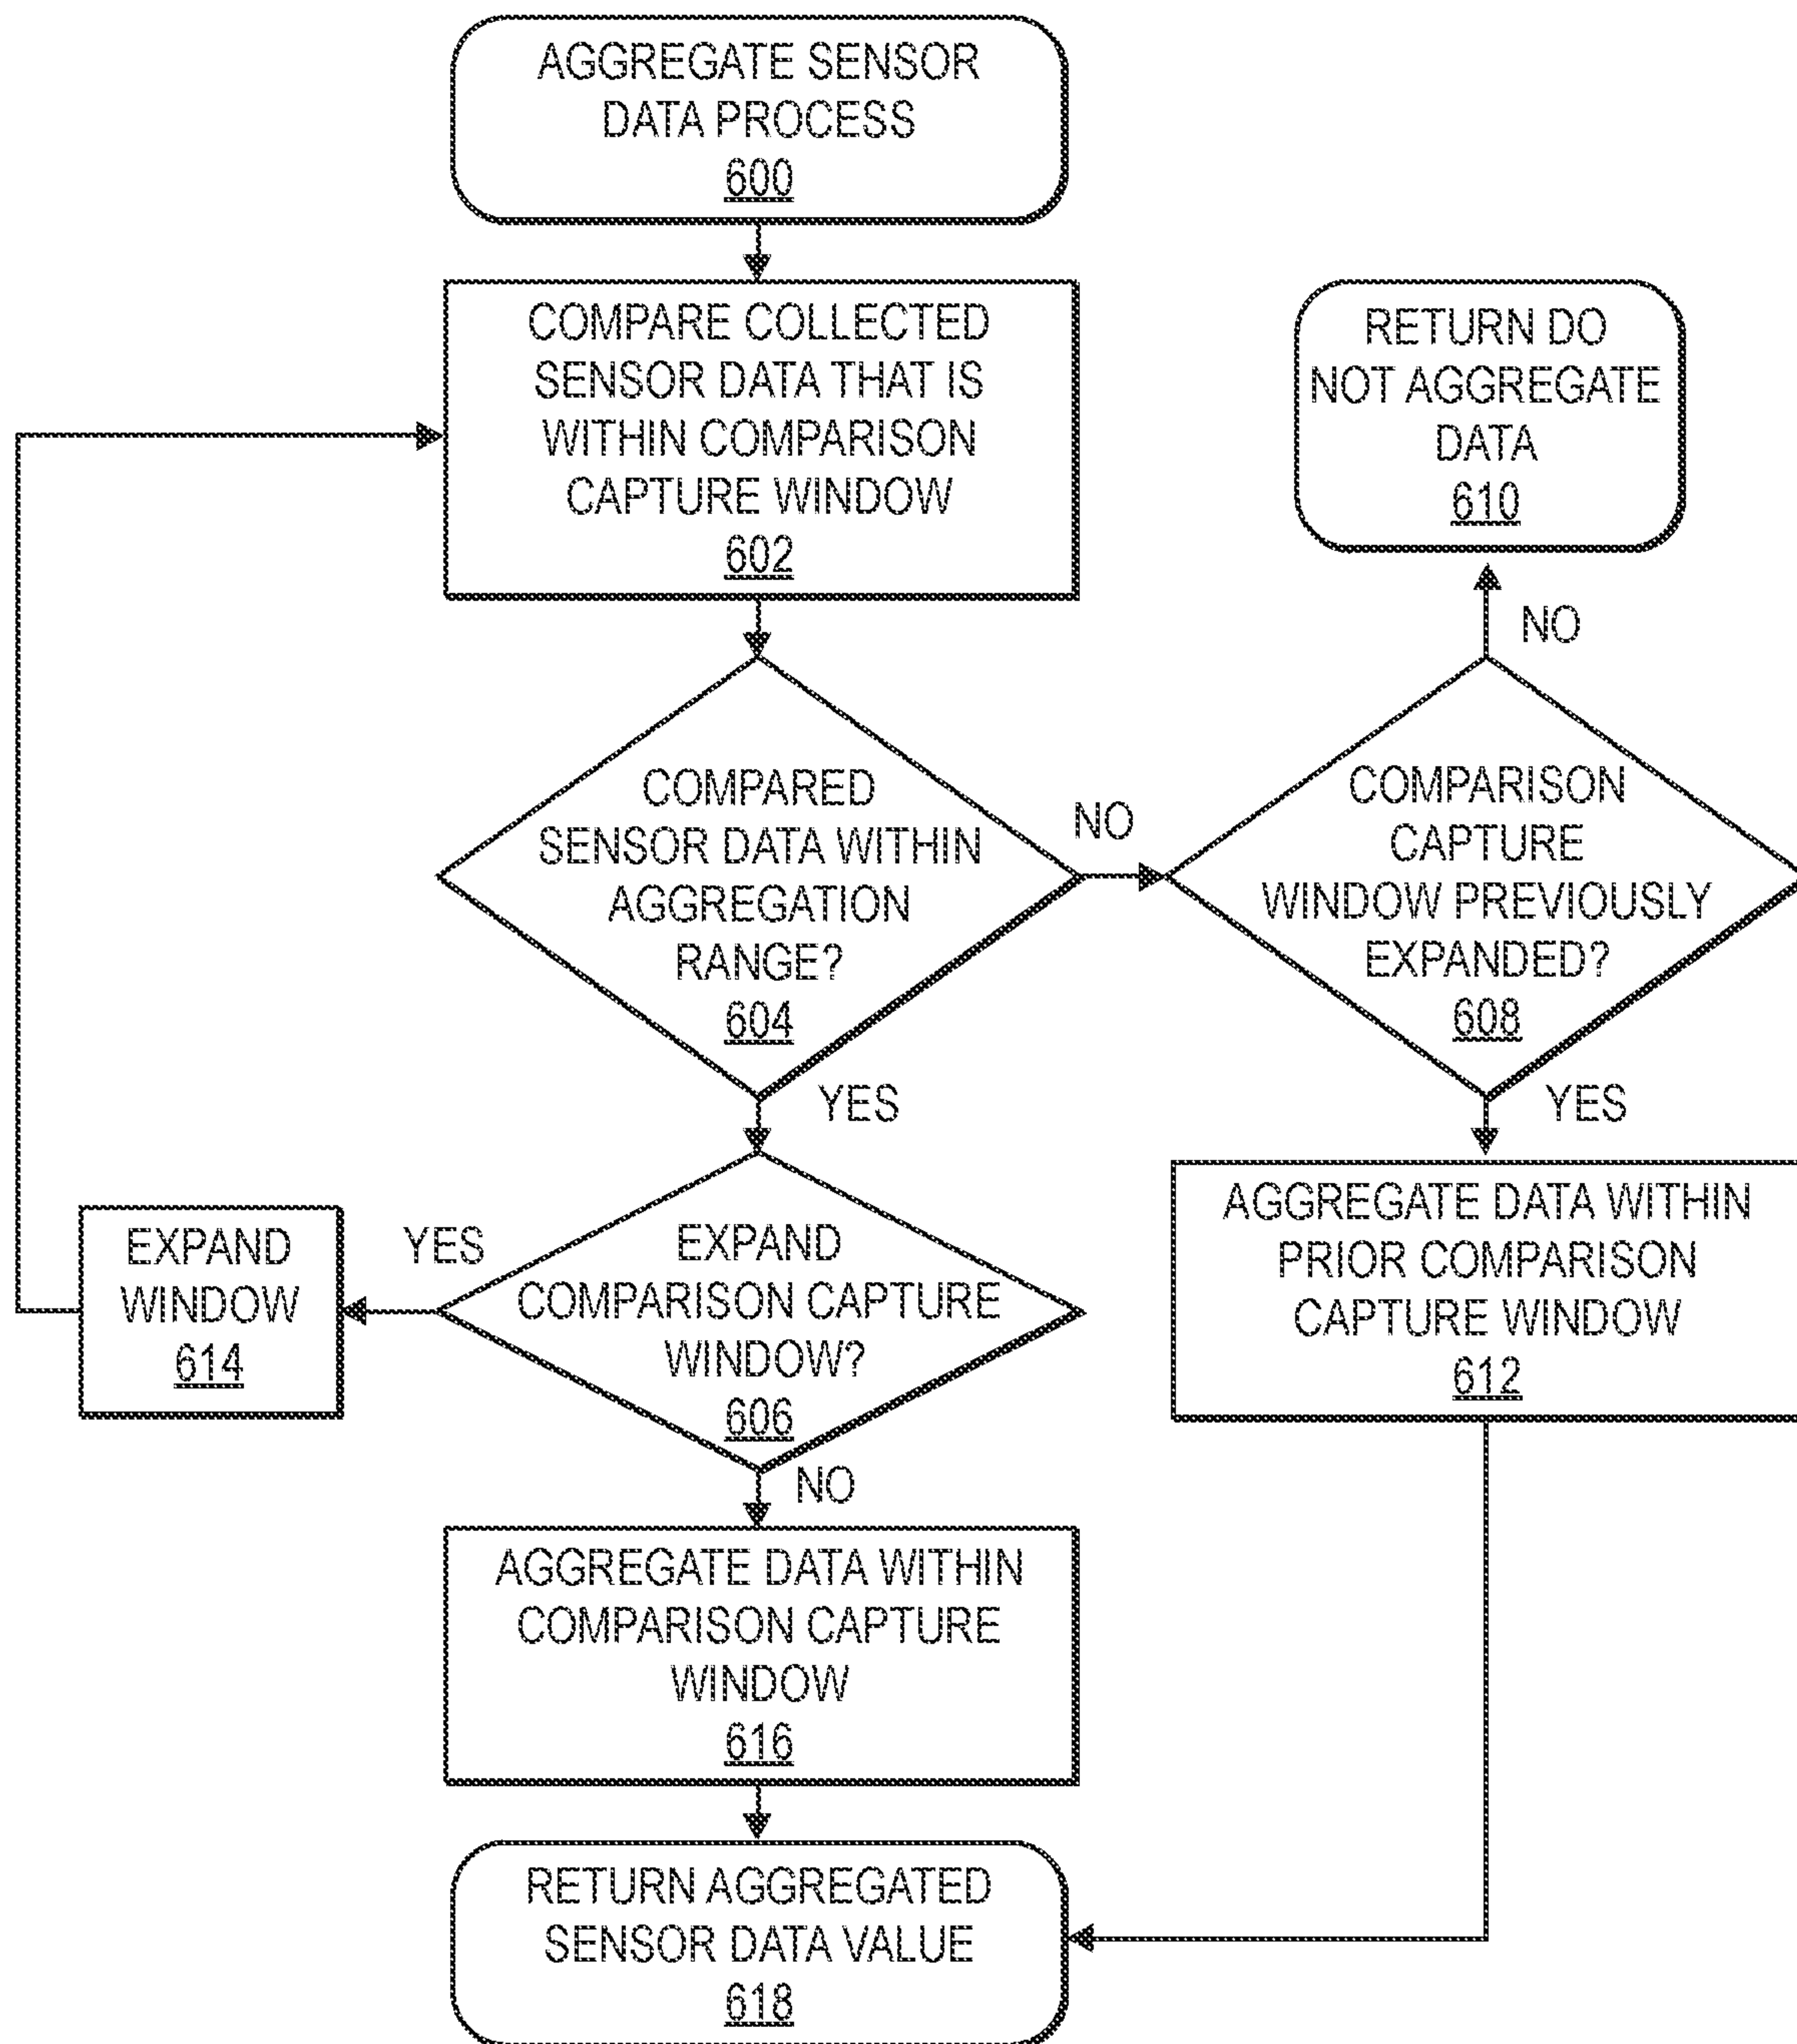 AGGREGATE SENSOR
DATA PROCESS
600
COMPARE COLLECTED
SENSOR DATA THAT IS
WITHIN COMPARISON
CAPTURE WINDOW
602
RETURN DO
NOT AGGREGATE
DATA
610
NO
COMPARED
SENSOR DATA WITHIN
AGGREGATION
RANGE?
604
NO
COMPARISON
CAPTURE
WINDOW PREVIOUSLY
EXPANDED?
608
YES
YES
EXPAND
WINDOW
614
YES
EXPAND
COMPARISON CAPTURE
WINDOW?
606
AGGREGATE DATA WITHIN
PRIOR COMPARISON
CAPTURE WINDOW
612
NO
AGGREGATE DATA WITHIN
COMPARISON CAPTURE
WINDOW
616
RETURN AGGREGATED
SENSOR DATA VALUE
618